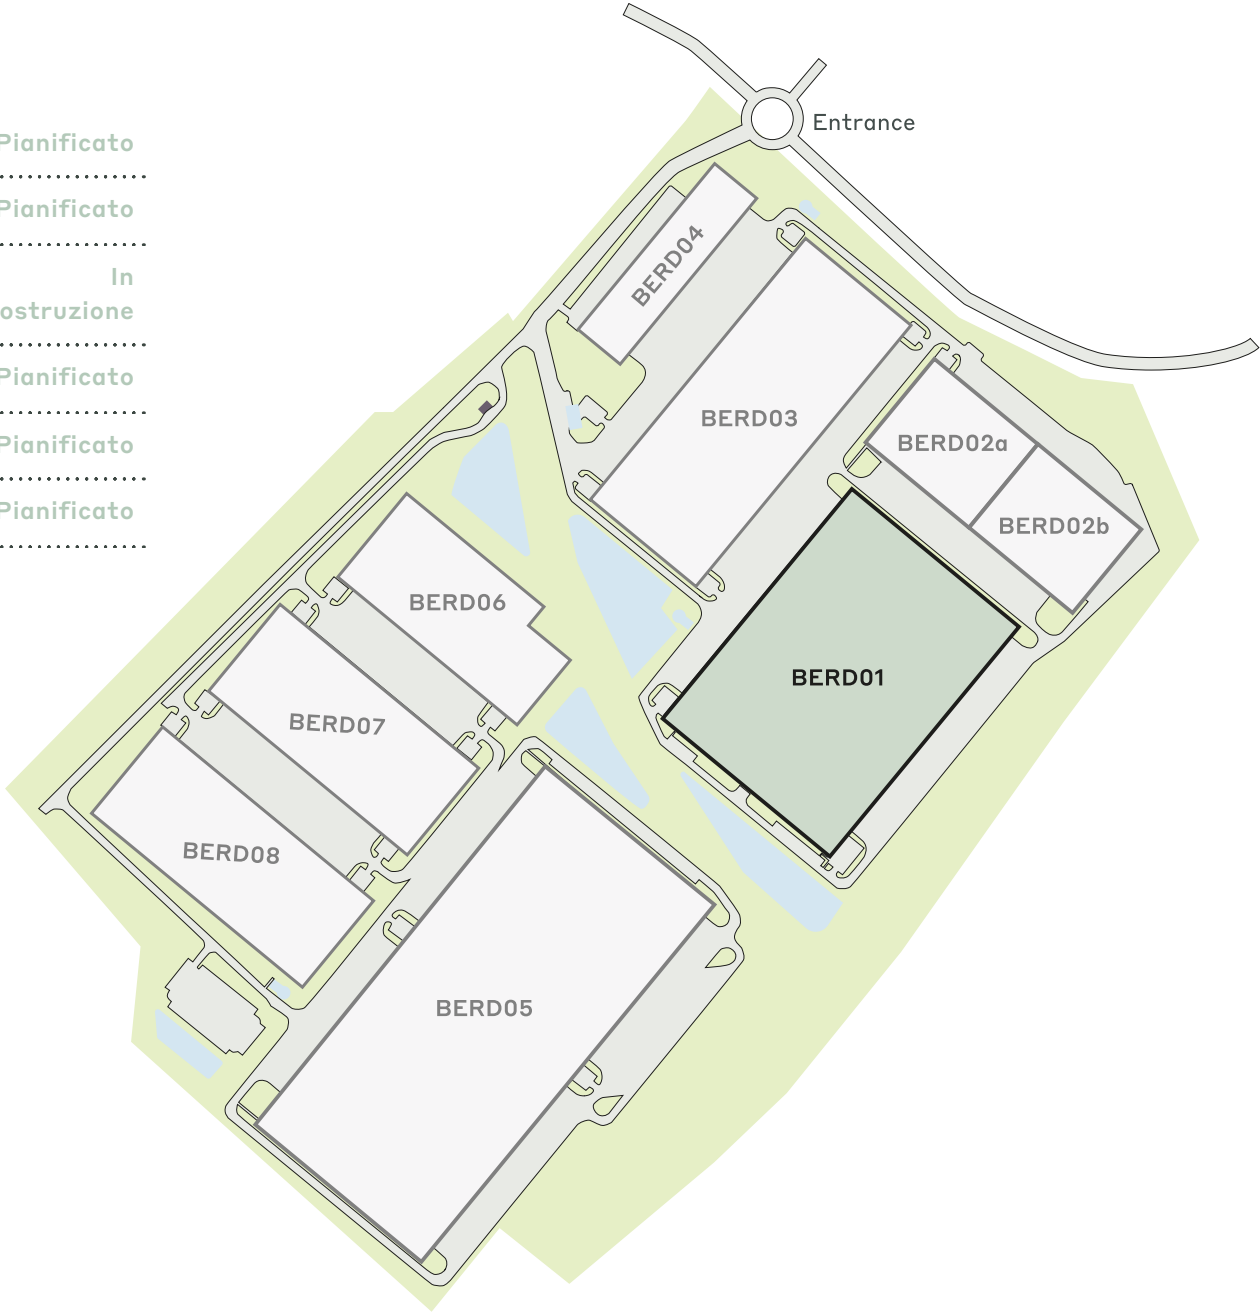 Pianificato
Pianificato
In
ostruzione
Pianificato
Pianificato
Pianificato
Entrance
BERD04
BERD03
BERD02a
BERD02b
BERD06
BERD01
BERD07
BERD08
BERD05